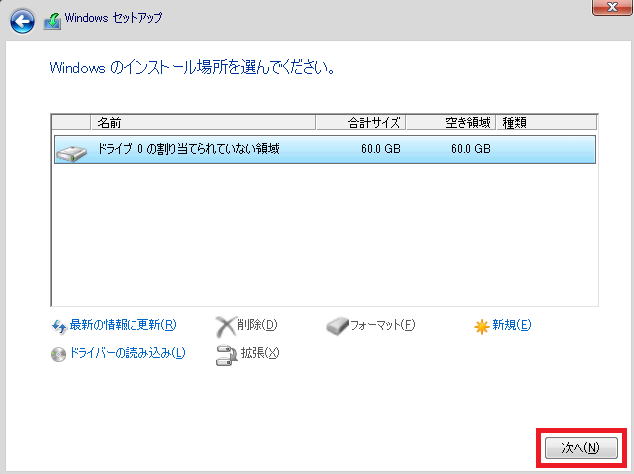 Windows セットアップ
Windows のインストール場所を選んでください。
名前 合計サイズ 空き領域 種類
ドライブ 0 の割り当てられていない領域 60.0 GB 60.0 GB
最新の情報に更新(R) 削除(D) フォーマット(F) 新規(E)
ドライバーの読み込み(L) 拡張(X)
次へ(N)